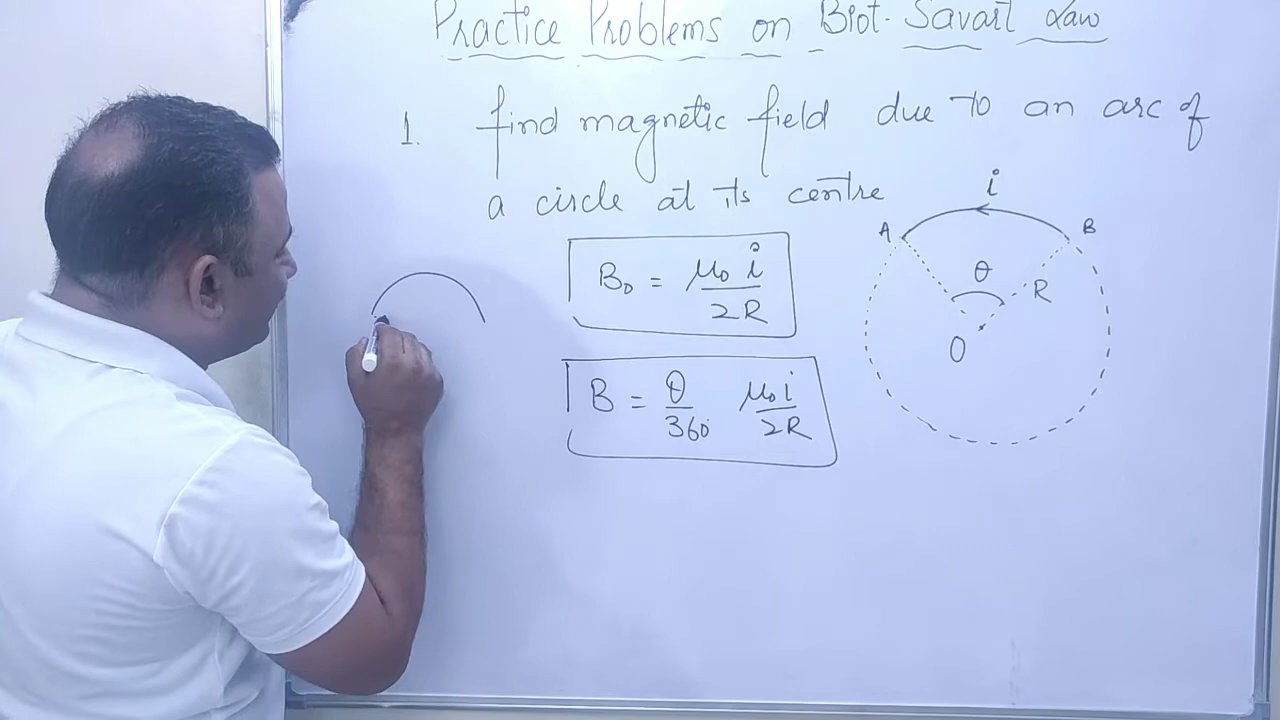 Practice Problems on Biot-Savart Law
1. find magnetic field due to an arc of
a circle at its centre
i
A
B
B₀ = μ₀ i / 2R
θ
R
O
B = θ / 360° μ₀ i / 2R